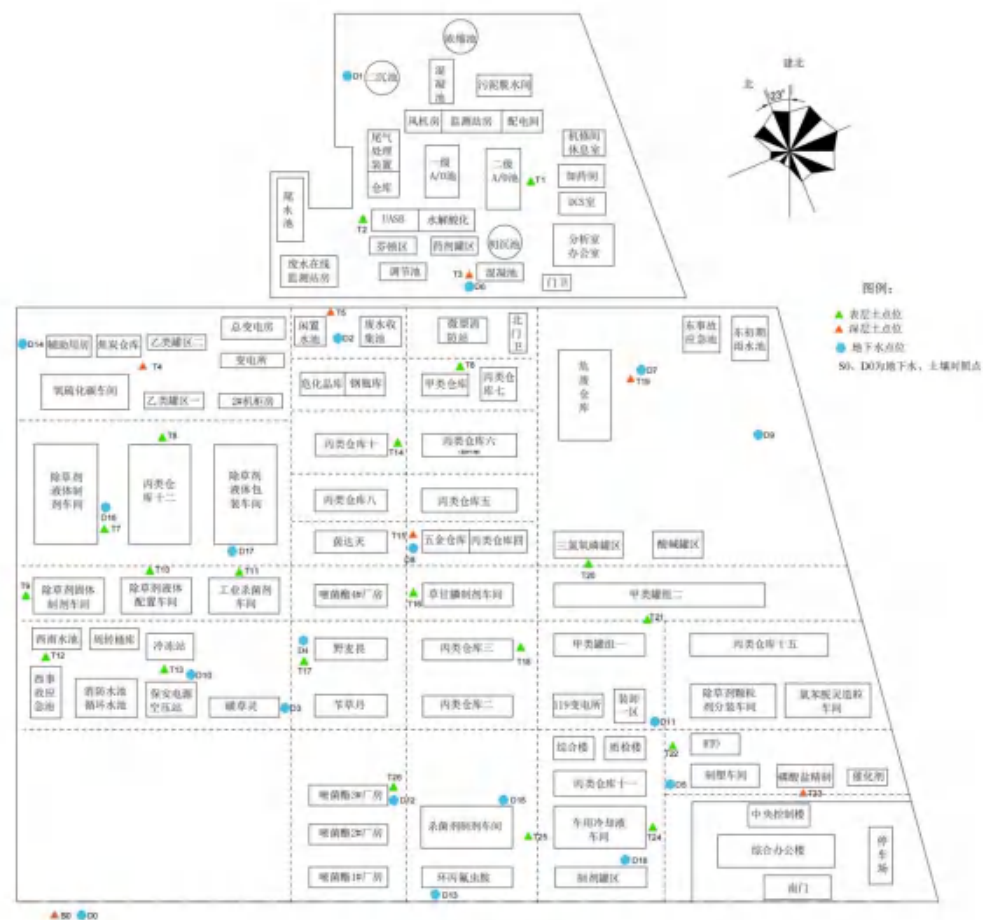 浓缩池
建北
北
23°
D1
二沉池
混
凝
池
污泥脱水间
风机房
监测站房
配电间
尾气
处理
装置
仓库
一级
A/O池
二级
A/O池
T1
机修间
休息室
加药间
DCS室
尾
水
池
T2
UASB
水解酸化
芬顿区
药剂罐区
初沉池
分析室
办公室
废水在线
监测站房
调节池
T3
D6
混凝池
门卫
图例：
表层土点位
深层土点位
地下水点位
S0、D0为地下水、土壤对照点
D14
辅助用房
焦炭仓库
乙类罐区二
总变电房
闲置
水池
T5
D2
废水收
集池
微型消
防站
北
门
卫
东事故
应急池
东初期
雨水池
T4
变电所
氧硫化碳车间
乙类罐区一
2#机柜房
危化品库
钢瓶库
甲类仓库
丙类仓
库七
D7
T19
D9
除草剂
液体制
剂车间
丙类仓
库十二
除草剂
液体包
装车间
丙类仓库十
T14
丙类仓库六
D16
T7
D17
丙类仓库八
丙类仓库五
菌达灭
T15
五金仓库
丙类仓库四
三氯氧磷罐区
酸碱罐区
T20
T9
除草剂固体
制剂车间
T10
除草剂液体
配置车间
T11
工业杀菌剂
车间
嘧菌酯4#厂房
T16
草甘膦制剂车间
甲类罐组二
T21
西南水池
周转桶库
冷冻站
T12
T13
D10
野麦畏
T17
丙类仓库三
T18
甲类罐组一
丙类仓库十五
西事
故应
急池
消防水池
循环水池
保安电源
空压站
磺草灵
D3
苄草丹
丙类仓库二
119变电所
装卸
一区
D11
除草剂颗粒
剂分装车间
氯苯胺灵造粒
车间
综合楼
质检楼
T22
丙类仓库十一
D5
制塑车间
磷酸盐精制
催化剂
T23
T26
嘧菌酯3#厂房
嘧菌酯2#厂房
嘧菌酯1#厂房
杀菌剂制剂车间
T25
车用冷却液
车间
T24
制剂罐区
环丙氟虫胺
D13
中央控制楼
综合办公楼
南门
停
车
场
S0
D0